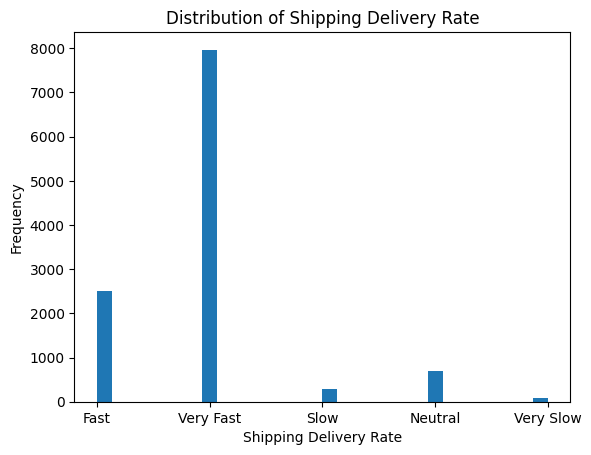 Distribution of Shipping Delivery Rate
8000
7000
6000
5000
4000
3000
2000
1000
0
Frequency
Fast Very Fast Slow Neutral Very Slow
Shipping Delivery Rate